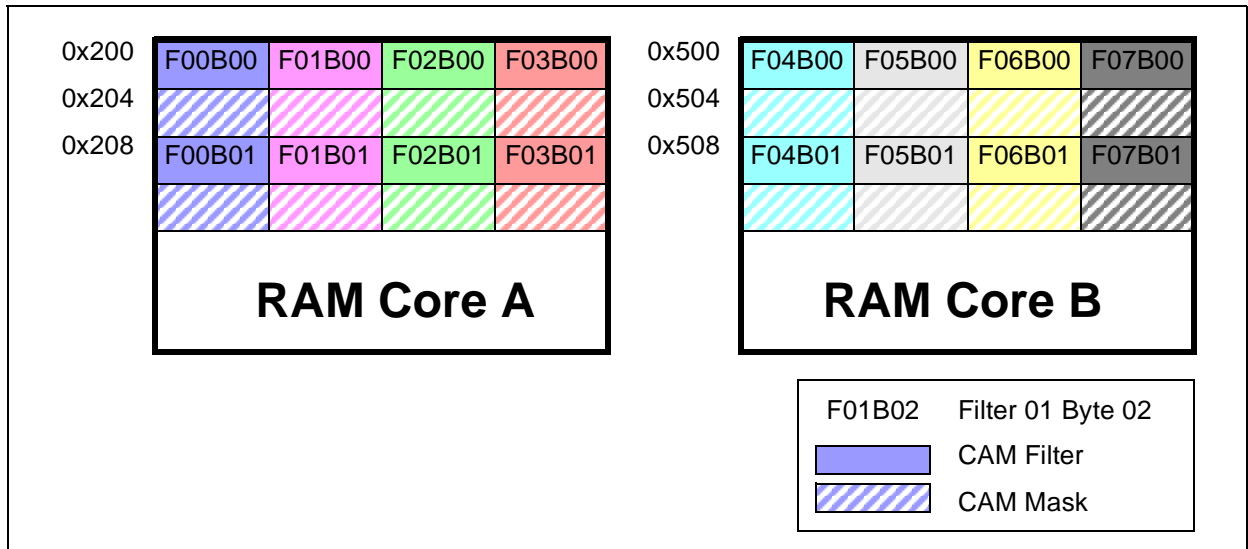 0x200 F00B00 F01B00 F02B00 F03B00
0x204
0x208 F00B01 F01B01 F02B01 F03B01
RAM Core A
0x500 F04B00 F05B00 F06B00 F07B00
0x504
0x508 F04B01 F05B01 F06B01 F07B01
RAM Core B
F01B02 Filter 01 Byte 02
CAM Filter
CAM Mask